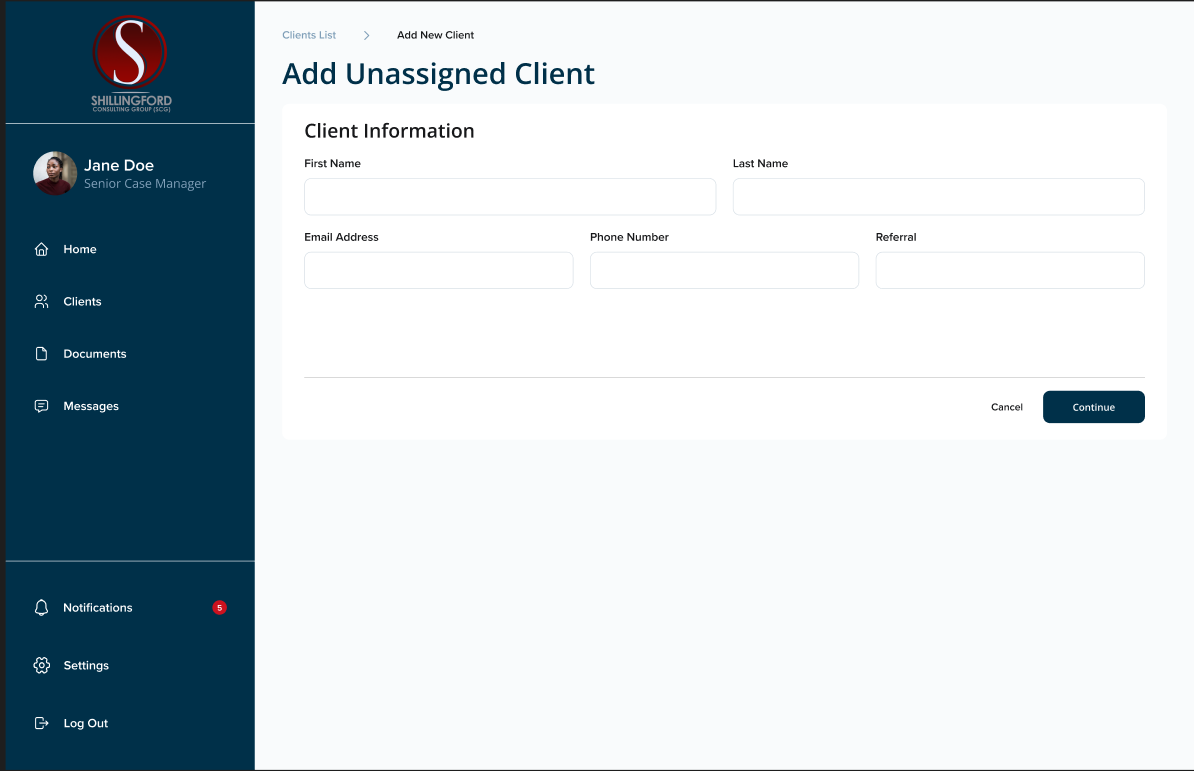 S
SHILLINGFORD
CONSULTING GROUP (SCG)
Jane Doe
Senior Case Manager
Home
Clients
Documents
Messages
Notifications 5
Settings
Log Out
Clients List > Add New Client
Add Unassigned Client
Client Information
First Name Last Name
Email Address Phone Number Referral
Cancel Continue